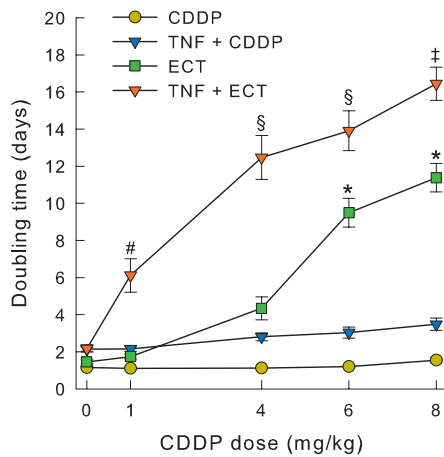 CDDP
TNF + CDDP
ECT
TNF + ECT
Doubling time (days)
20
18
16
14
12
10
8
6
4
2
0
#
§
§
‡
*
*
0 1 4 6 8
CDDP dose (mg/kg)